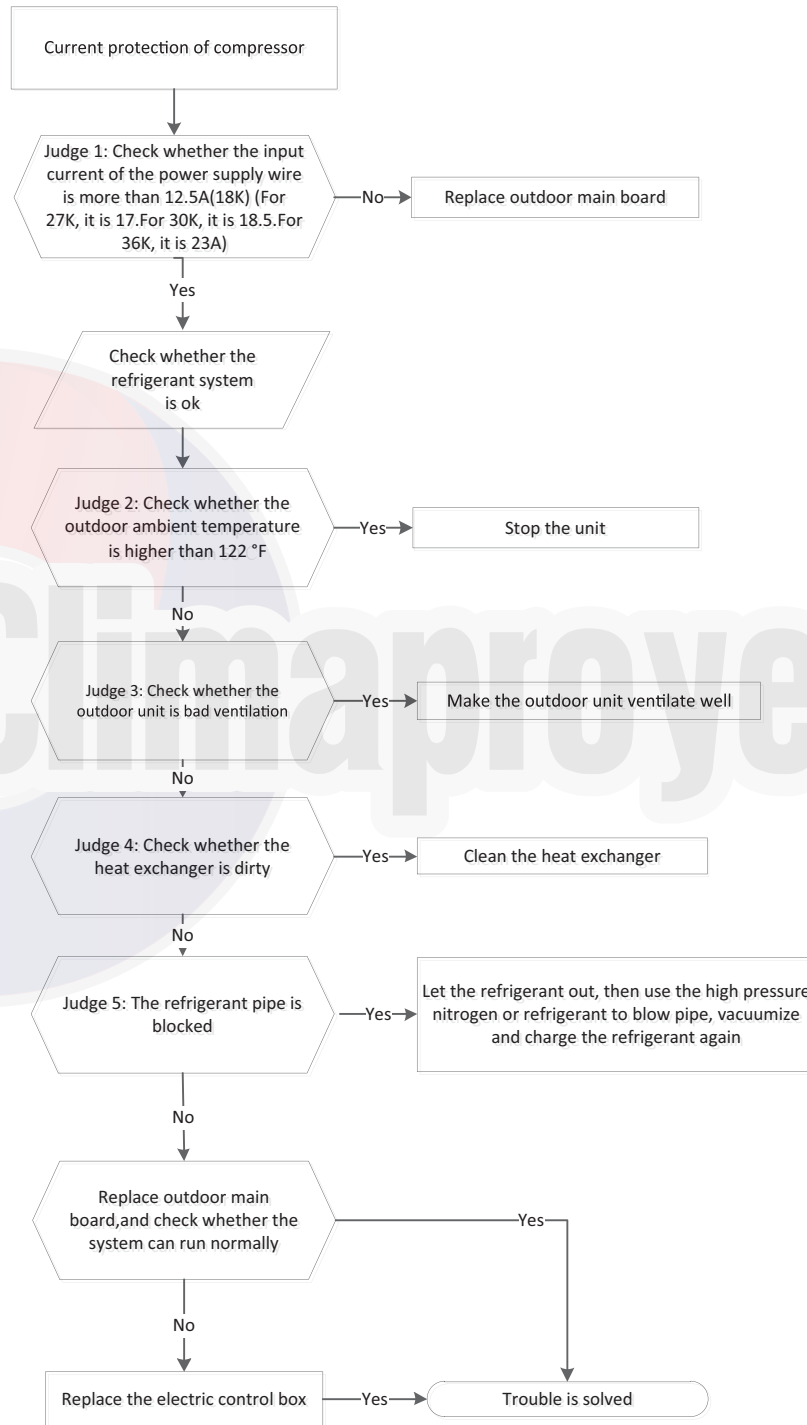 Current protection of compressor
Judge 1: Check whether the input
current of the power supply wire
is more than 12.5A(18K) (For
27K, it is 17.For 30K, it is 18.5.For
36K, it is 23A)
No
Replace outdoor main board
Yes
Check whether the
refrigerant system
is ok
Judge 2: Check whether the
outdoor ambient temperature
is higher than 122 °F
Yes
Stop the unit
No
Judge 3: Check whether the
outdoor unit is bad ventilation
Yes
Make the outdoor unit ventilate well
No
Judge 4: Check whether the
heat exchanger is dirty
Yes
Clean the heat exchanger
No
Judge 5: The refrigerant pipe is
blocked
Yes
Let the refrigerant out, then use the high pressure
nitrogen or refrigerant to blow pipe, vacuumize
and charge the refrigerant again
No
Replace outdoor main
board,and check whether the
system can run normally
Yes
No
Replace the electric control box
Yes
Trouble is solved
Climaproye